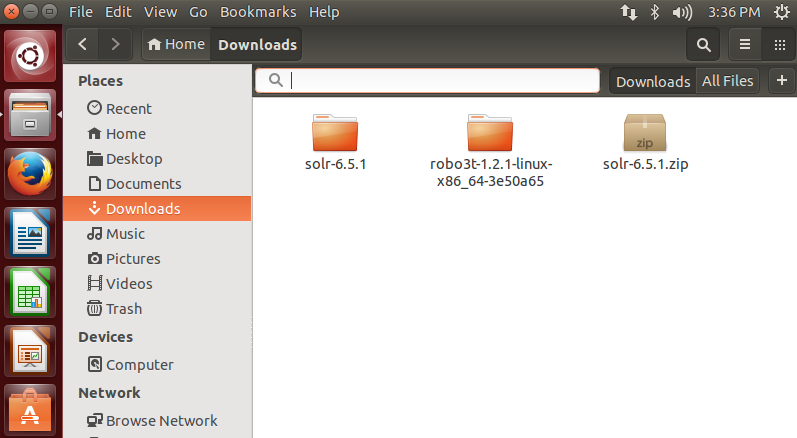 File Edit View Go Bookmarks Help 3:36 PM
Home Downloads
Downloads All Files
Places
Recent
Home
Desktop
Documents
Downloads
Music
Pictures
Videos
Trash
Devices
Computer
Network
Browse Network
solr-6.5.1
robo3t-1.2.1-linux-
x86_64-3e50a65
zip
solr-6.5.1.zip